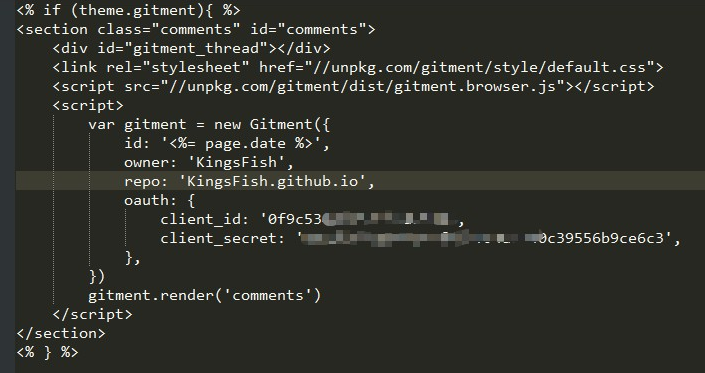 <% if (theme.gitment){ %>
<section class="comments" id="comments">
<div id="gitment_thread"></div>
<link rel="stylesheet" href="//unpkg.com/gitment/style/default.css">
<script src="//unpkg.com/gitment/dist/gitment.browser.js"></script>
<script>
var gitment = new Gitment({
id: '<%= page.date %>',
owner: 'KingsFish',
repo: 'KingsFish.github.io',
oauth: {
client_id: '0f9c53 ,
client_secret: ' 0c39556b9ce6c3',
},
})
gitment.render('comments')
</script>
</section>
<% } %>